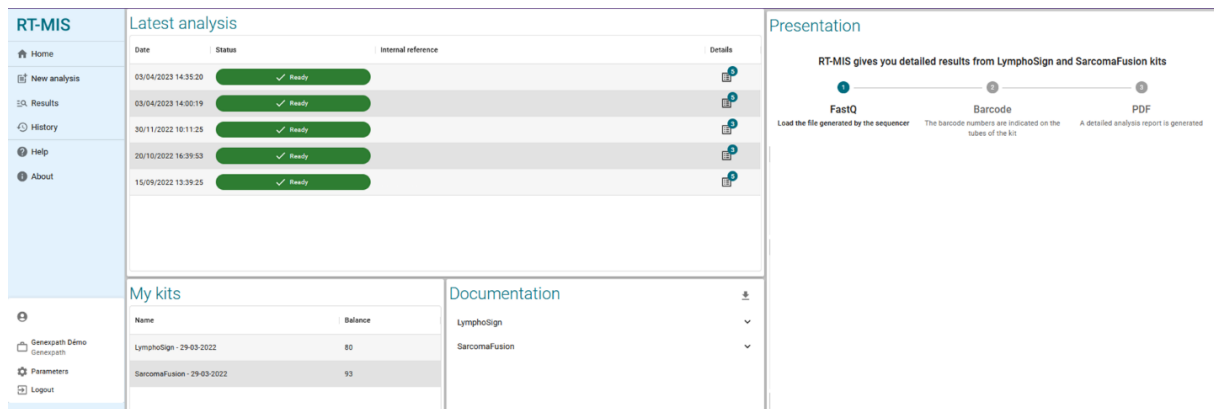 RT-MIS
Home
New analysis
Results
History
Help
About
Genexpath Démo
Genexpath
Parameters
Logout
Latest analysis
Date Status Internal reference Details
03/04/2023 14:35:20 Ready 5
03/04/2023 14:00:19 Ready 5
30/11/2022 10:11:25 Ready 5
20/10/2022 16:39:53 Ready 3
15/09/2022 13:39:25 Ready 5
My kits
Name Balance
LymphoSign - 29-03-2022 80
SarcomaFusion - 29-03-2022 93
Documentation
LymphoSign
SarcomaFusion
Presentation
RT-MIS gives you detailed results from LymphoSign and SarcomaFusion kits
1 2 3
FastQ Barcode PDF
Load the file generated by the sequencer The barcode numbers are indicated on the A detailed analysis report is generated
tubes of the kit